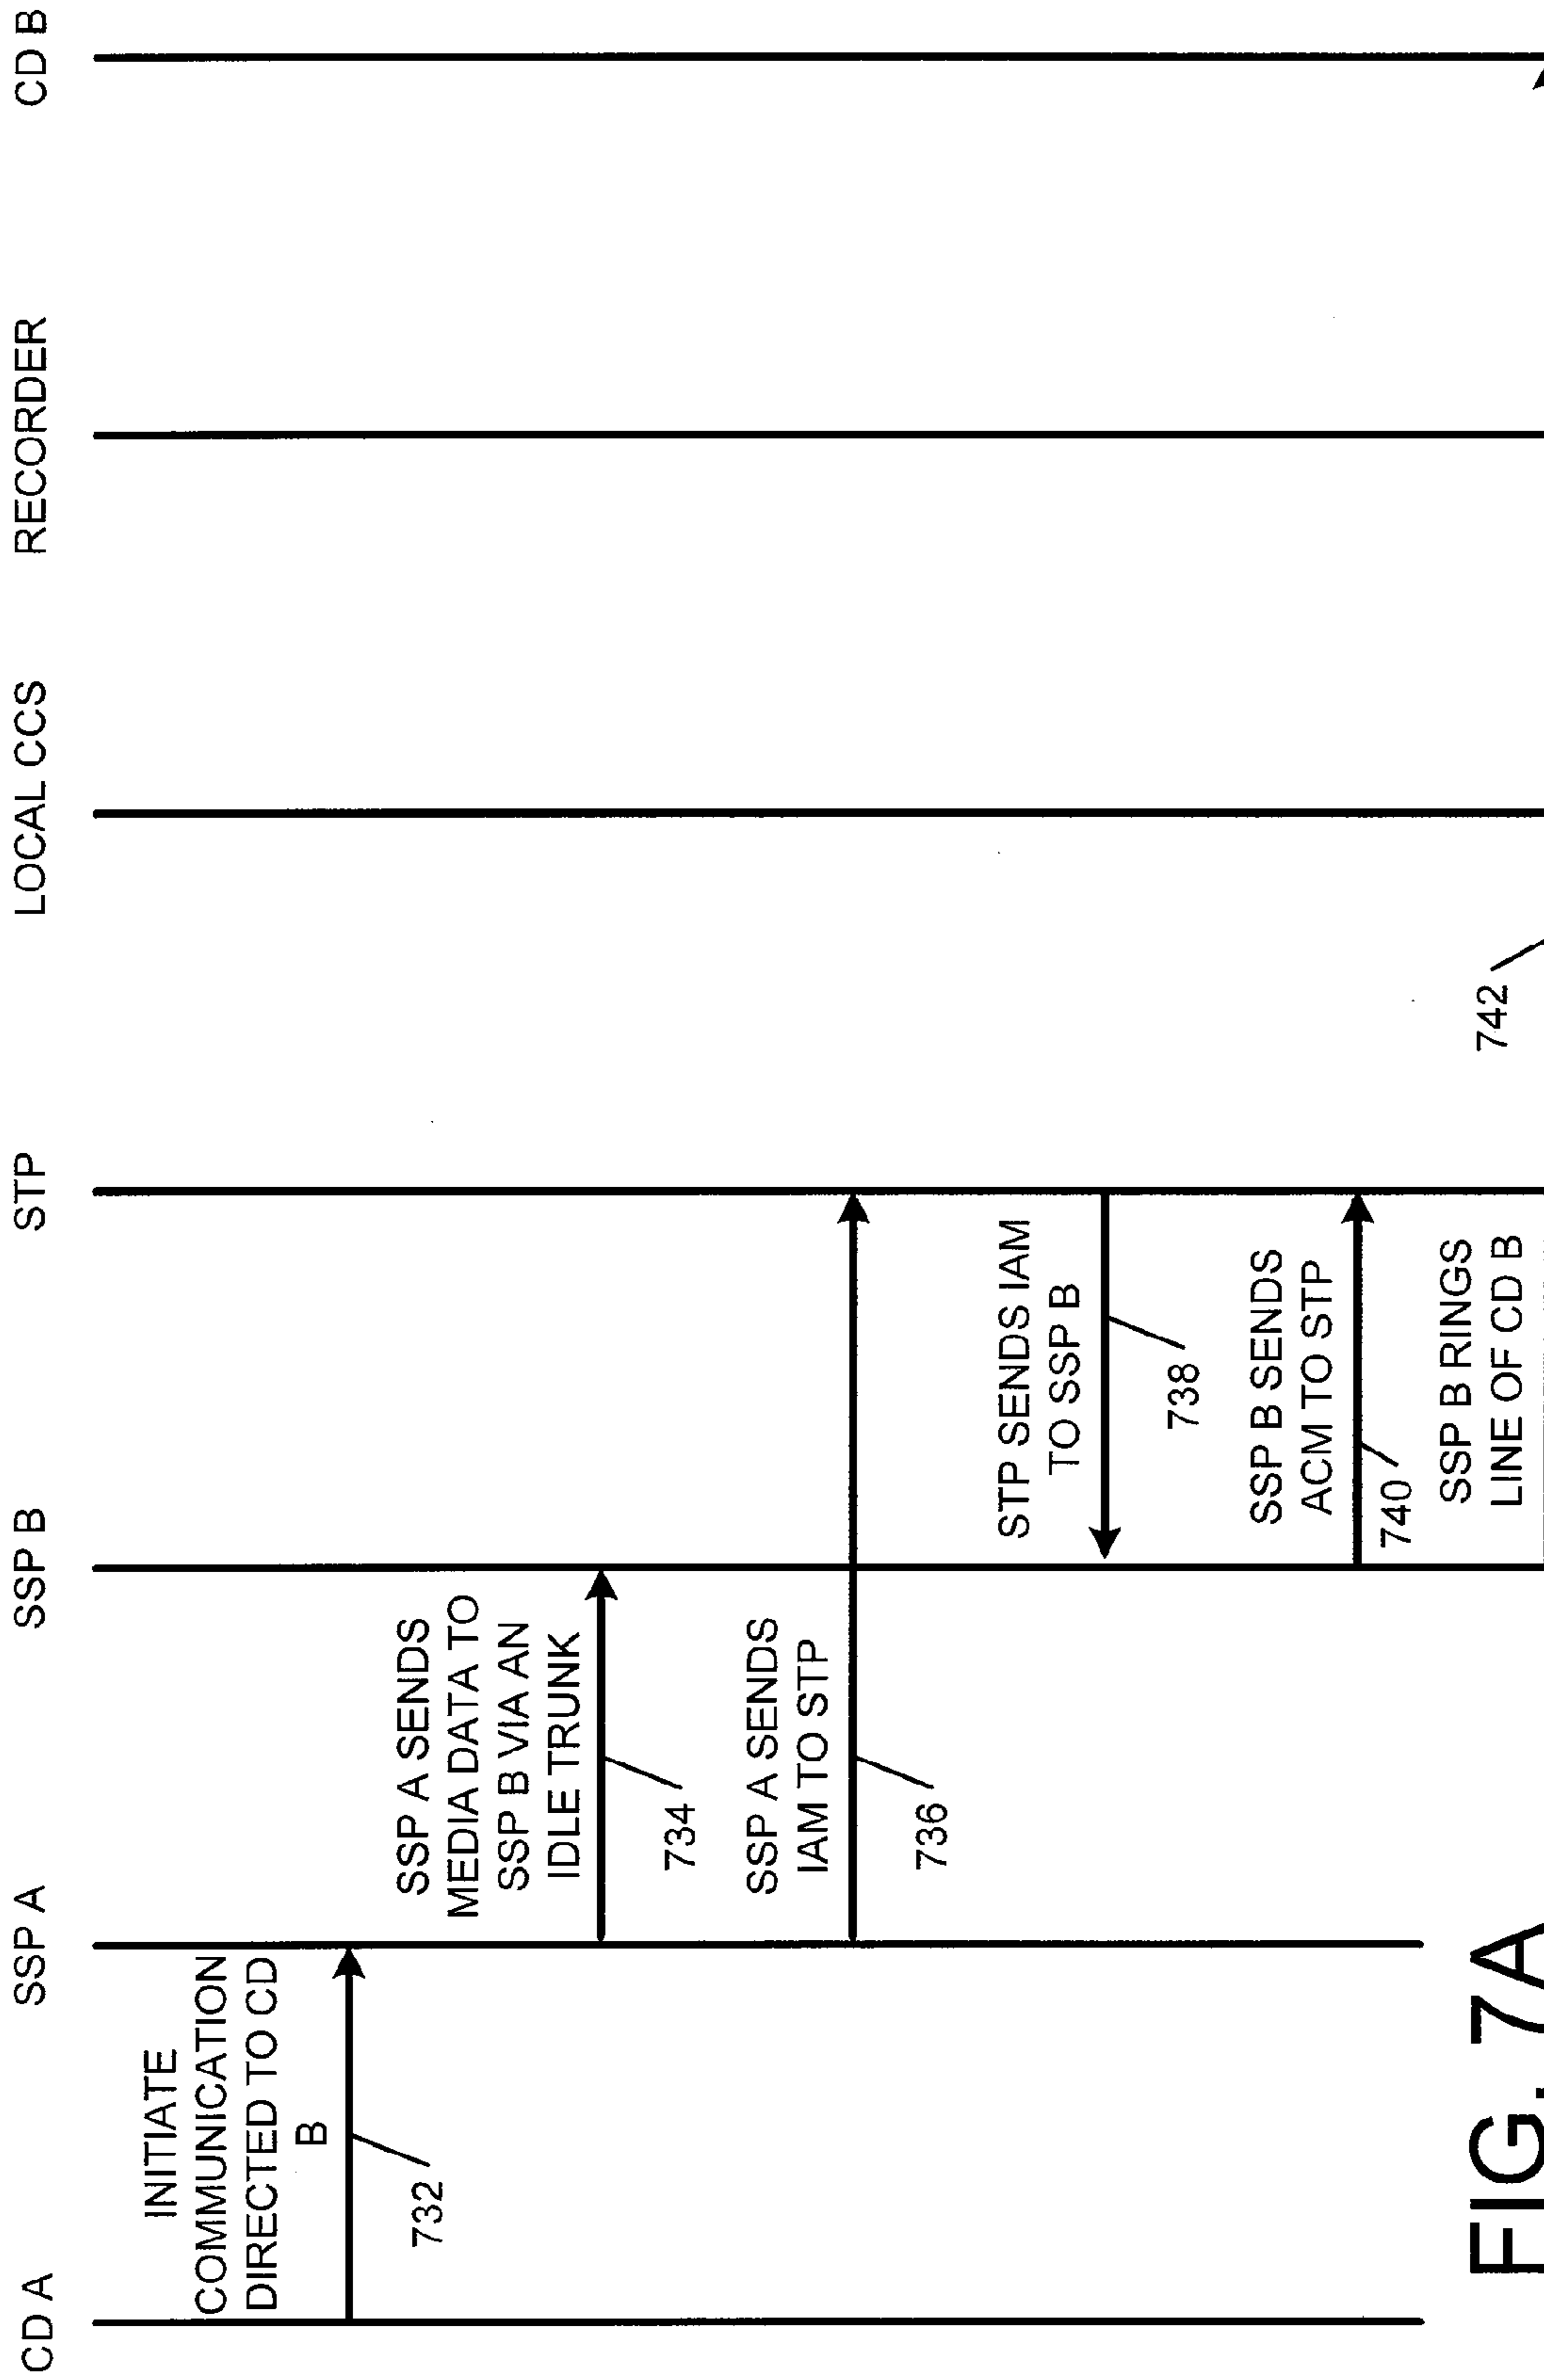 CD A
SSP A
SSP B
STP
LOCAL CCS
RECORDER
CD B
INITIATE
COMMUNICATION
DIRECTED TO CD
B
732
SSP A SENDS
MEDIA DATA TO
SSP B VIA AN
IDLE TRUNK
734
SSP A SENDS
IAM TO STP
736
STP SENDS IAM
TO SSP B
738
SSP B SENDS
ACM TO STP
740
SSP B RINGS
LINE OF CD B
742
FIG. 7A